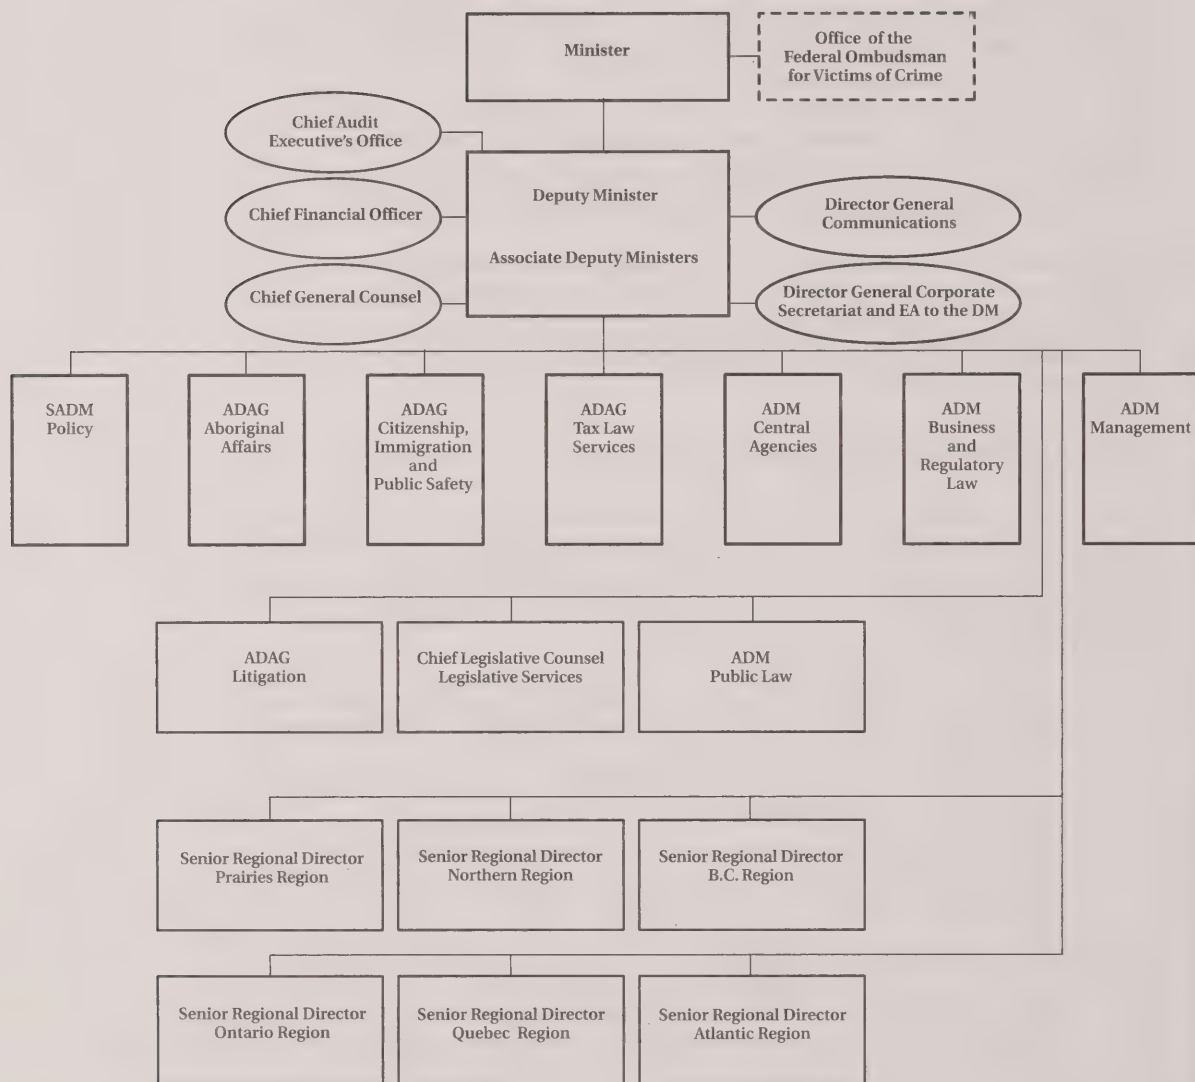 Minister
Office of the
Federal Ombudsman
for Victims of Crime
Chief Audit
Executive's Office
Chief Financial Officer
Chief General Counsel
Deputy Minister
Associate Deputy Ministers
Director General
Communications
Director General Corporate
Secretariat and EA to the DM
SADM
Policy
ADAG
Aboriginal
Affairs
ADAG
Citizenship,
Immigration
and
Public Safety
ADAG
Tax Law
Services
ADM
Central
Agencies
ADM
Business
and
Regulatory
Law
ADM
Management
ADAG
Litigation
Chief Legislative Counsel
Legislative Services
ADM
Public Law
Senior Regional Director
Prairies Region
Senior Regional Director
Northern Region
Senior Regional Director
B.C. Region
Senior Regional Director
Ontario Region
Senior Regional Director
Quebec Region
Senior Regional Director
Atlantic Region